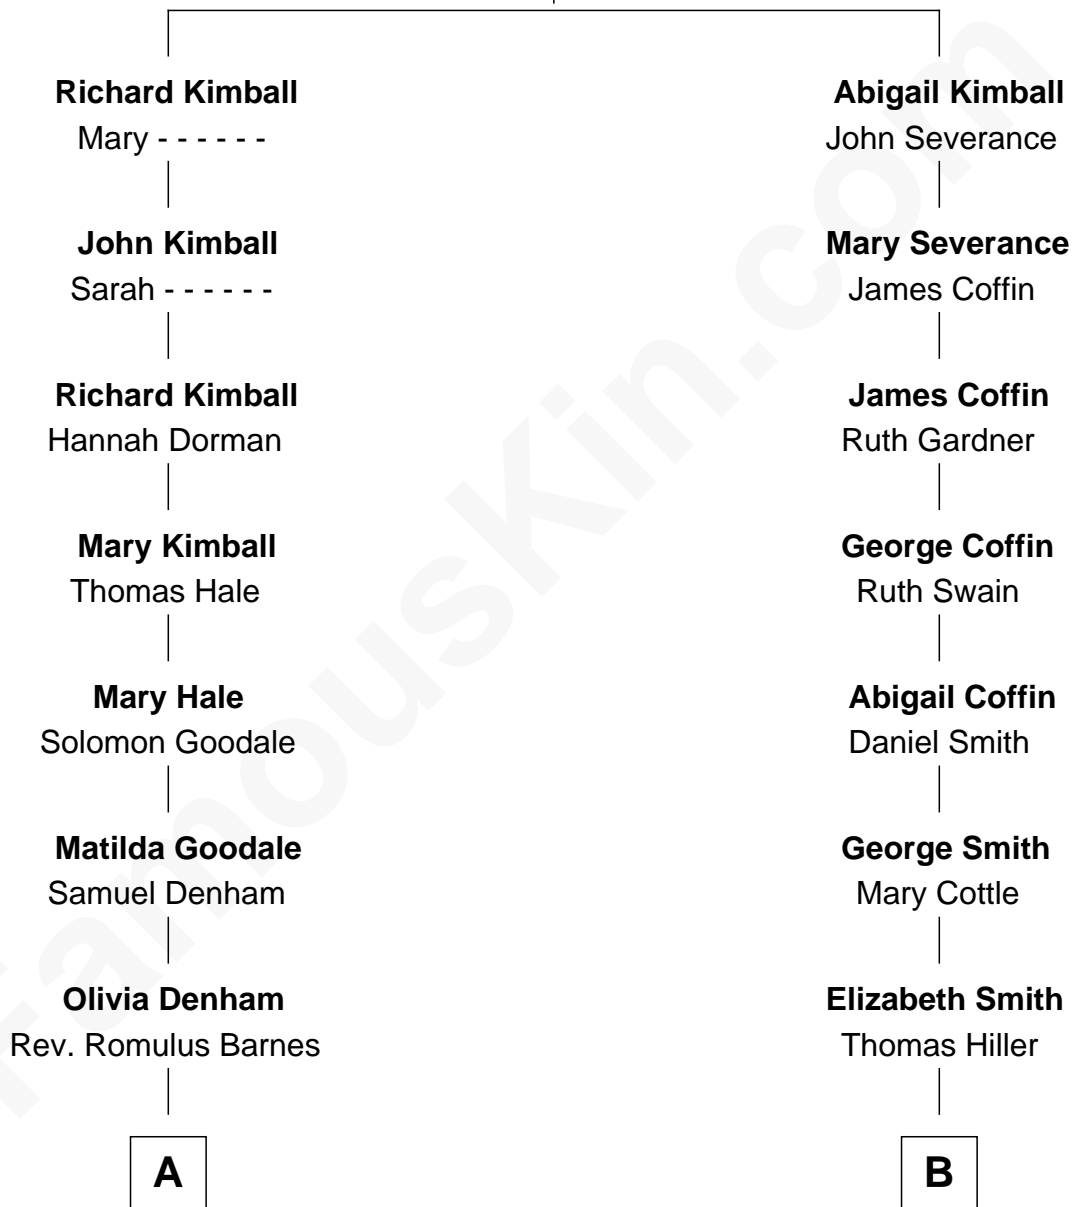 Richard Kimball
Mary - - - - - -
John Kimball
Sarah - - - - - -
Richard Kimball
Hannah Dorman
Mary Kimball
Thomas Hale
Mary Hale
Solomon Goodale
Matilda Goodale
Samuel Denham
Olivia Denham
Rev. Romulus Barnes
A
Abigail Kimball
John Severance
Mary Severance
James Coffin
James Coffin
Ruth Gardner
George Coffin
Ruth Swain
Abigail Coffin
Daniel Smith
George Smith
Mary Cottle
Elizabeth Smith
Thomas Hiller
B
FamousKin.com